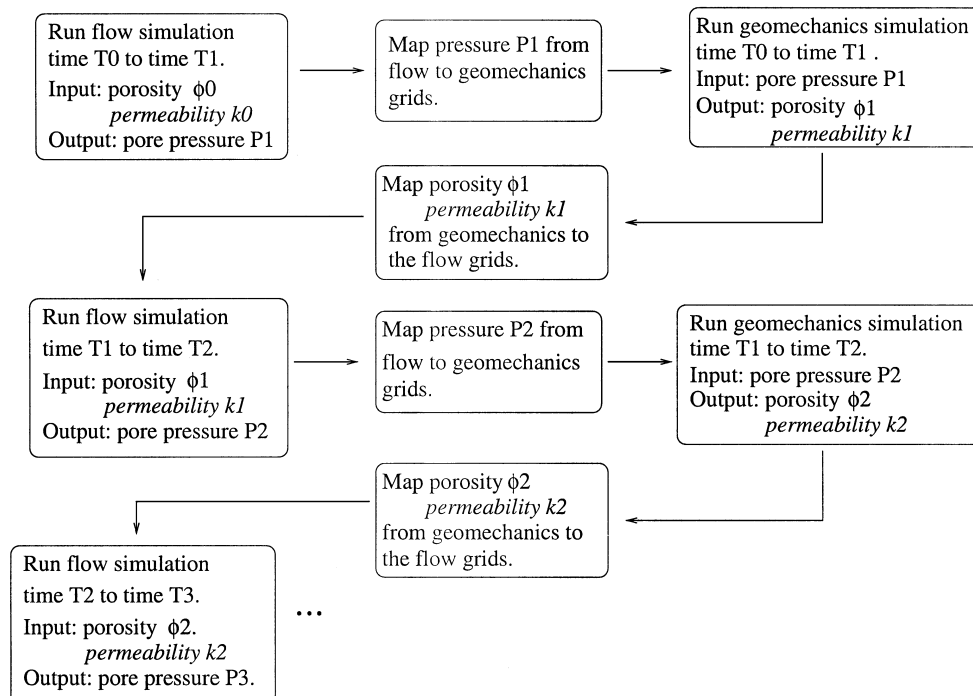 Run flow simulation
time T0 to time T1.
Input: porosity ϕ0
permeability k0
Output: pore pressure P1
Map pressure P1 from
flow to geomechanics
grids.
Run geomechanics simulation
time T0 to time T1 .
Input: pore pressure P1
Output: porosity ϕ1
permeability k1
Map porosity ϕ1
permeability k1
from geomechanics to
the flow grids.
Run flow simulation
time T1 to time T2.
Input: porosity ϕ1
permeability k1
Output: pore pressure P2
Map pressure P2 from
flow to geomechanics
grids.
Run geomechanics simulation
time T1 to time T2.
Input: pore pressure P2
Output: porosity ϕ2
permeability k2
Map porosity ϕ2
permeability k2
from geomechanics to
the flow grids.
Run flow simulation
time T2 to time T3.
Input: porosity ϕ2.
permeability k2
Output: pore pressure P3.
...